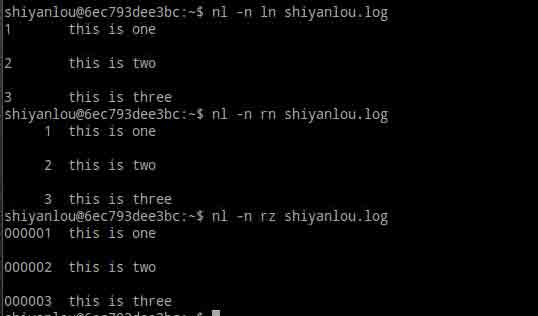 shiyanlou@6ec793dee3bc:~$ nl -n ln shiyanlou.log
1       this is one
2       this is two
3       this is three
shiyanlou@6ec793dee3bc:~$ nl -n rn shiyanlou.log
     1  this is one
     2  this is two
     3  this is three
shiyanlou@6ec793dee3bc:~$ nl -n rz shiyanlou.log
000001  this is one
000002  this is two
000003  this is three
shiyanlou@6ec793dee3bc:~$